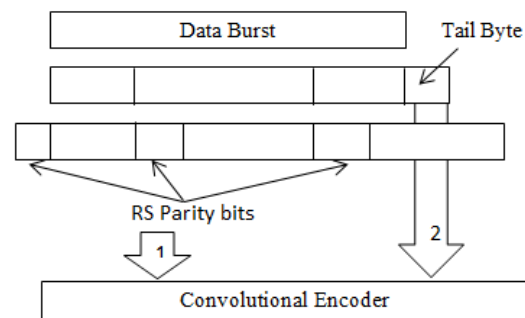 Data Burst
Tail Byte
RS Parity bits
1
2
Convolutional Encoder